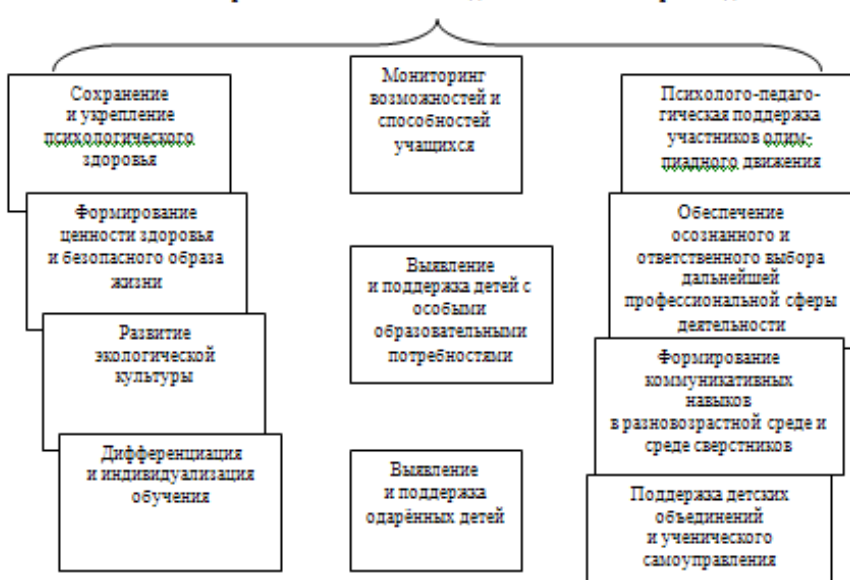 Сохранение
и укрепление
психологического
здоровья
Формирование
ценности здоровья
и безопасного образа
жизни
Развитие
экологической
культуры
Дифференциация
и индивидуализация
обучения
Мониторинг
возможностей и
способностей
учащихся
Выявление
и поддержка детей с
особыми
образовательными
потребностями
Выявление
и поддержка
одарённых детей
Психолого-педаго-
гическая поддержка
участников олим-
пиадного движения
Обеспечение
осознанного и
ответственного выбора
дальнейшей
профессиональной сферы
деятельности
Формирование
коммуникативных
навыков
в разновозрастной среде и
среде сверстников
Поддержка детских
объединений
и ученического
самоуправления